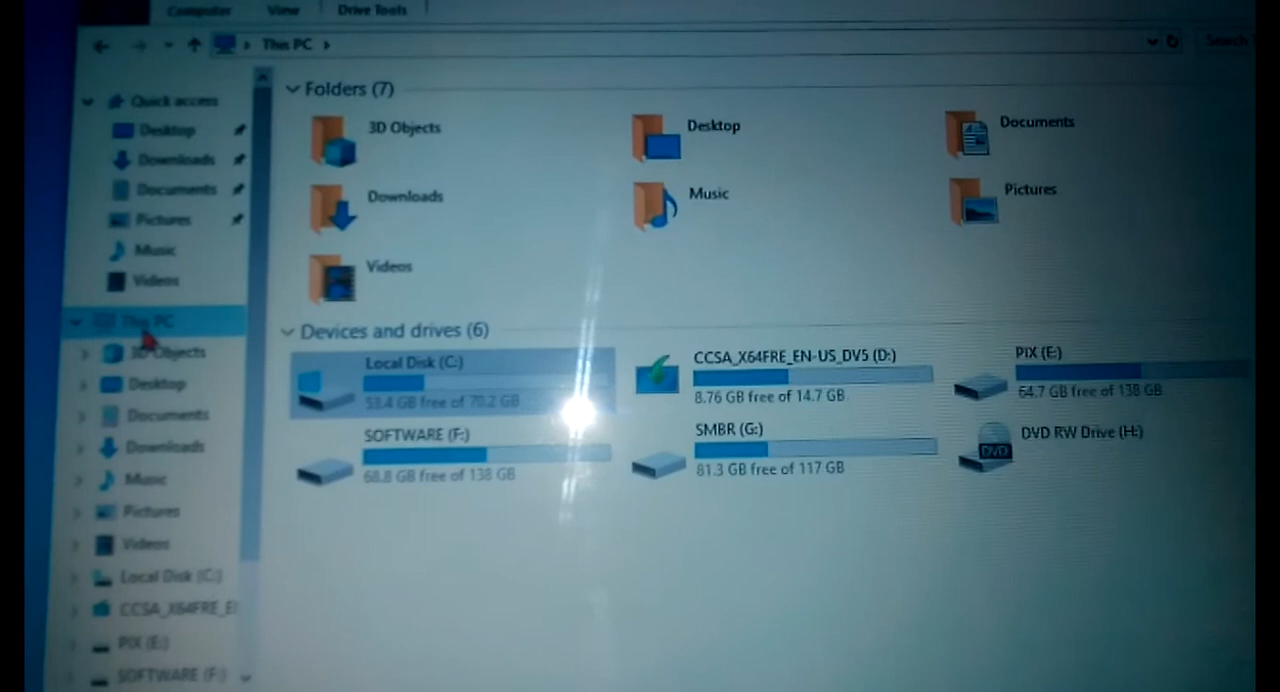 Computer
View
Drive Tools
This PC
Search
Quick access
Desktop
Downloads
Documents
Pictures
Music
Videos
This PC
3D Objects
Desktop
Documents
Downloads
Music
Pictures
Videos
Local Disk (C:)
CCSA_X64FRE_E
PIX (E:)
SOFTWARE (F:)
Folders (7)
3D Objects
Desktop
Documents
Downloads
Music
Pictures
Videos
Devices and drives (6)
Local Disk (C:)
53.4 GB free of 70.2 GB
CCSA_X64FRE_EN-US_DV5 (D:)
8.76 GB free of 14.7 GB
PIX (E:)
64.7 GB free of 138 GB
SOFTWARE (F:)
68.8 GB free of 138 GB
SMBR (G:)
81.3 GB free of 117 GB
DVD RW Drive (H:)
DVD